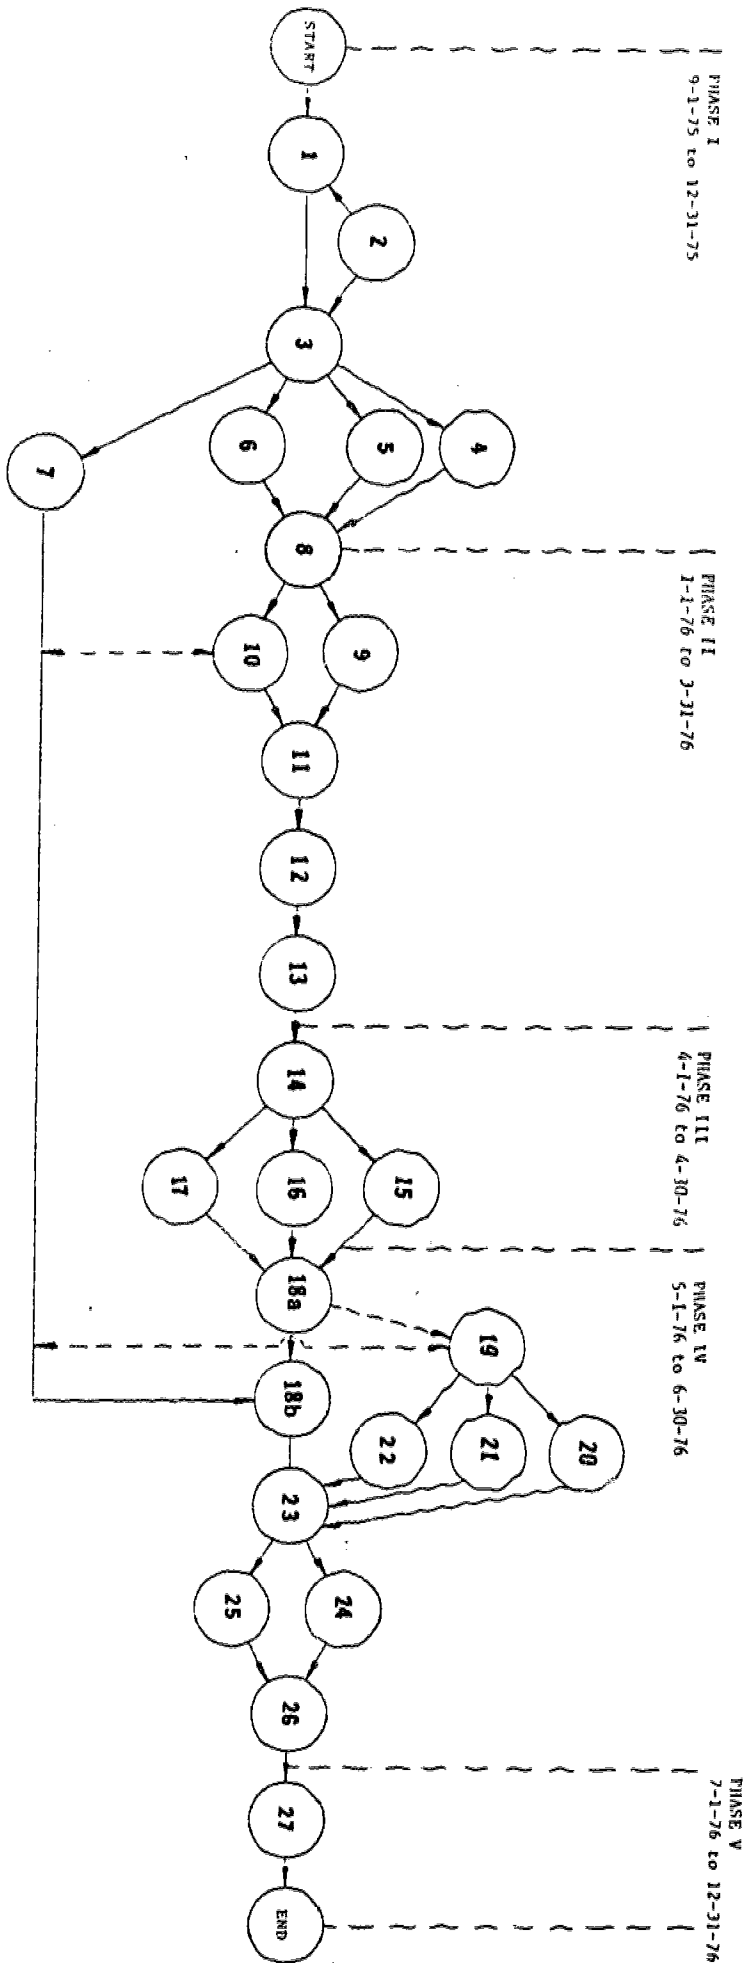 PHASE I
9-1-75 to 12-31-75
PHASE II
1-1-76 to 3-31-76
PHASE III
4-1-76 to 4-30-76
PHASE IV
5-1-76 to 6-30-76
PHASE V
7-1-76 to 12-31-76
START
1
2
3
4
5
6
7
8
9
10
11
12
13
14
15
16
17
18a
19
18b
20
21
22
23
24
25
26
27
END